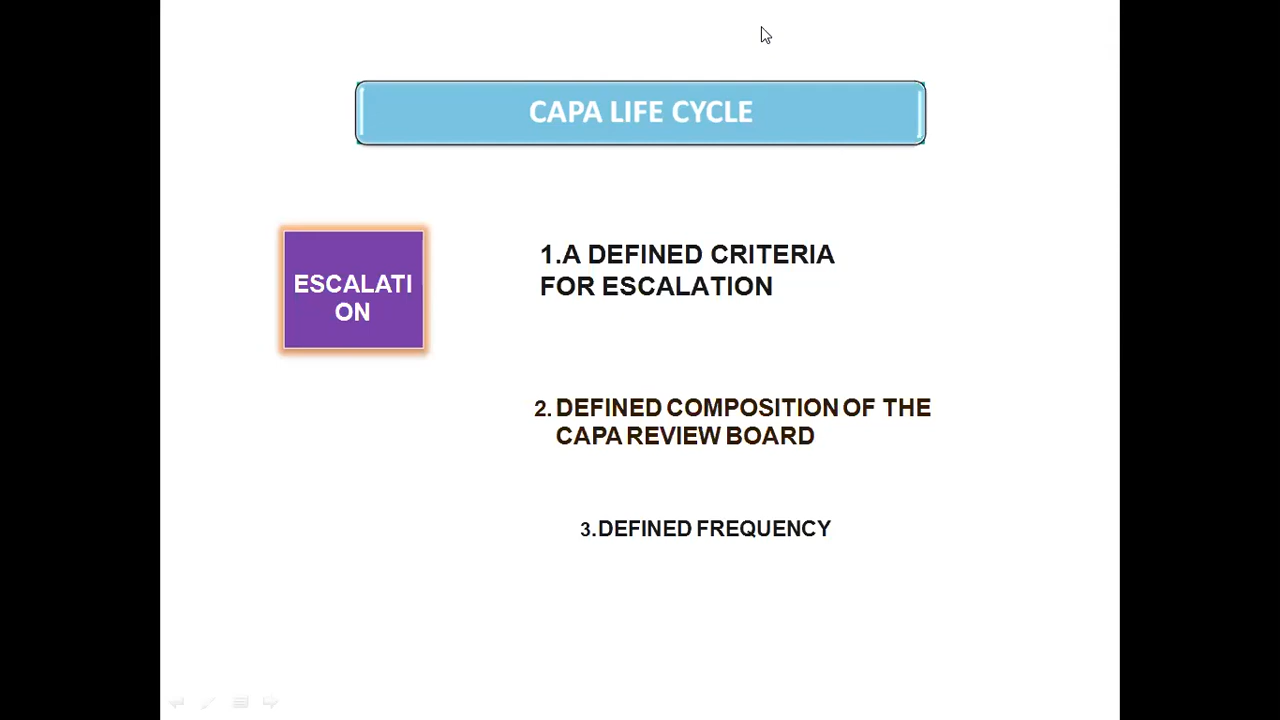 CAPA LIFE CYCLE
ESCALATI
ON
1.A DEFINED CRITERIA
FOR ESCALATION
2. DEFINED COMPOSITION OF THE
CAPA REVIEW BOARD
3.DEFINED FREQUENCY